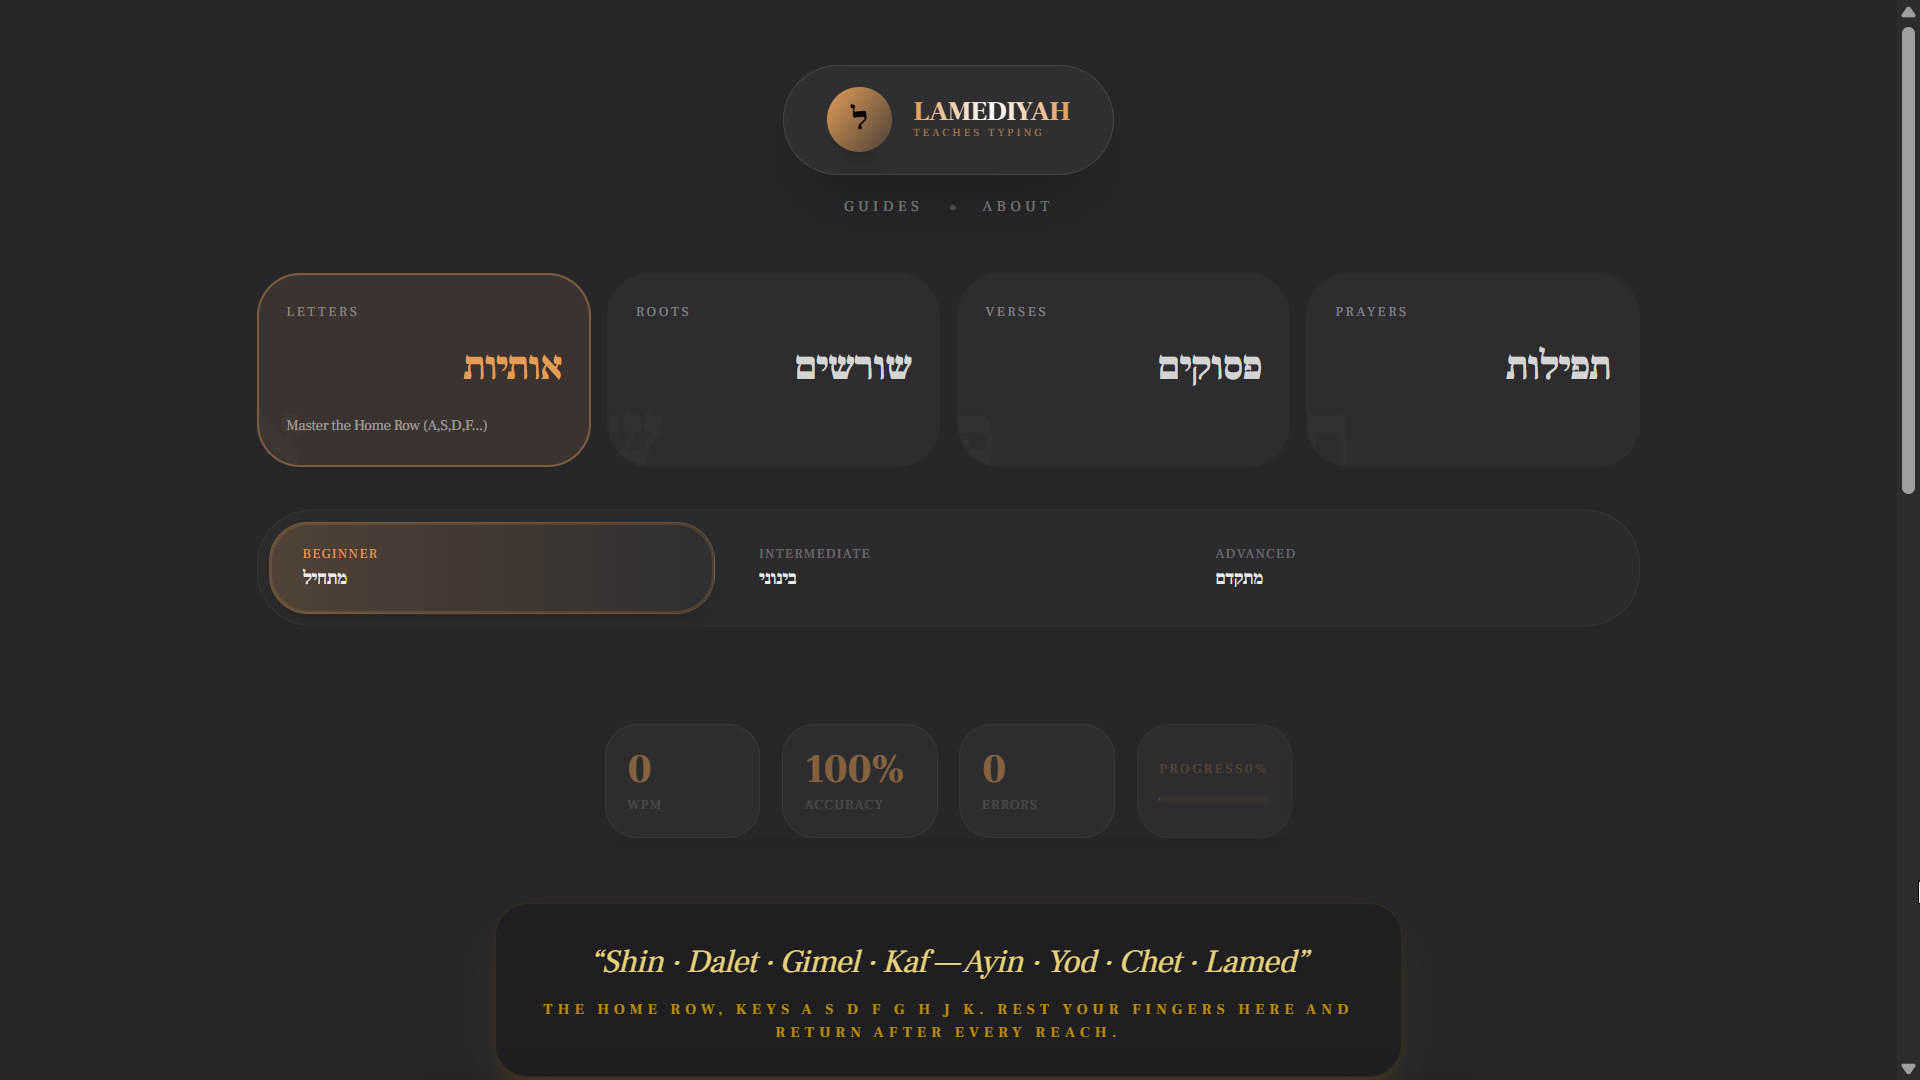 ל
LAMEDIYAH
TEACHES TYPING
GUIDES • ABOUT
LETTERS
אותיות
Master the Home Row (A,S,D,F...)
א
ROOTS
שורשים
ש
VERSES
פסוקים
PRAYERS
תפילות
BEGINNER
מתחיל
INTERMEDIATE
בינוני
ADVANCED
מתקדם
0
WPM
100%
ACCURACY
0
ERRORS
PROGRESS0%
“Shin · Dalet · Gimel · Kaf — Ayin · Yod · Chet · Lamed”
THE HOME ROW, KEYS A S D F G H J K. REST YOUR FINGERS HERE AND
RETURN AFTER EVERY REACH.